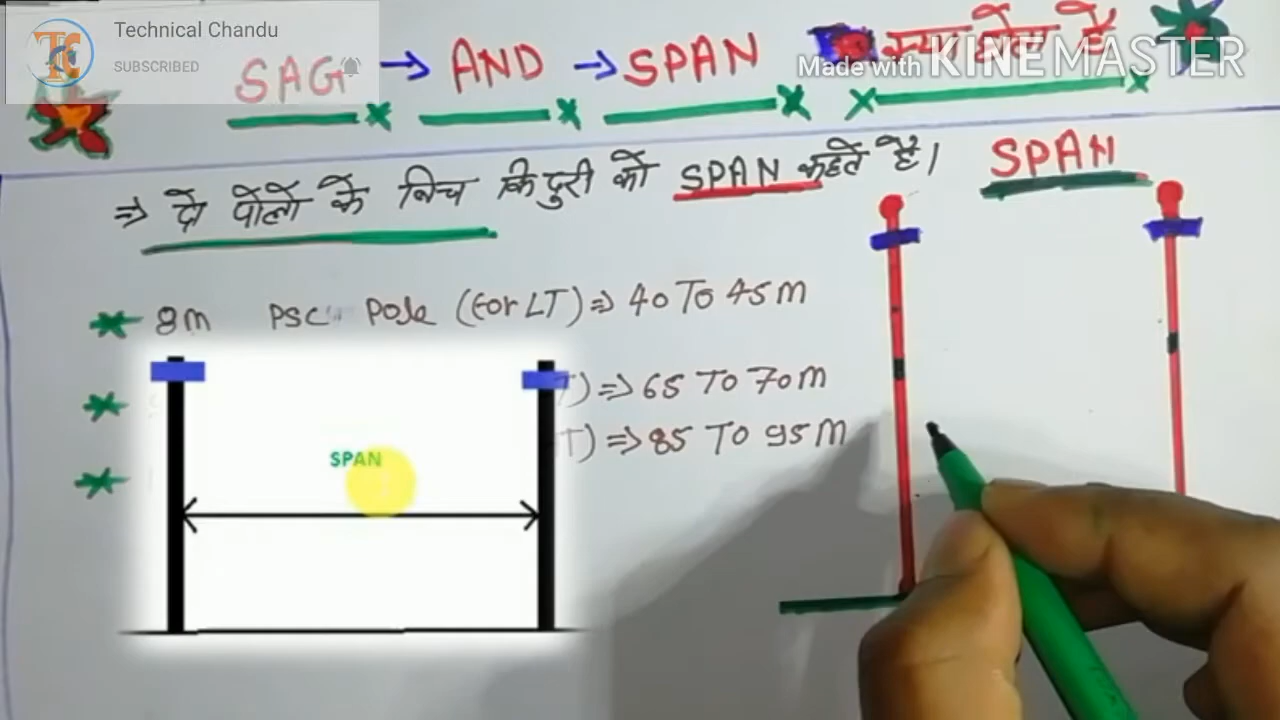 Technical Chandu
SUBSCRIBED
SAG → AND → SPAN क्या होता है
Made with KINEMASTER
⇒ दो पोलों के बिच कि दुरी को SPAN कहते हैं।
SPAN
8m PSC Pole (For LT) ⇒ 40 To 45m
T) ⇒ 65 To 70m
T) ⇒ 85 To 95m
SPAN